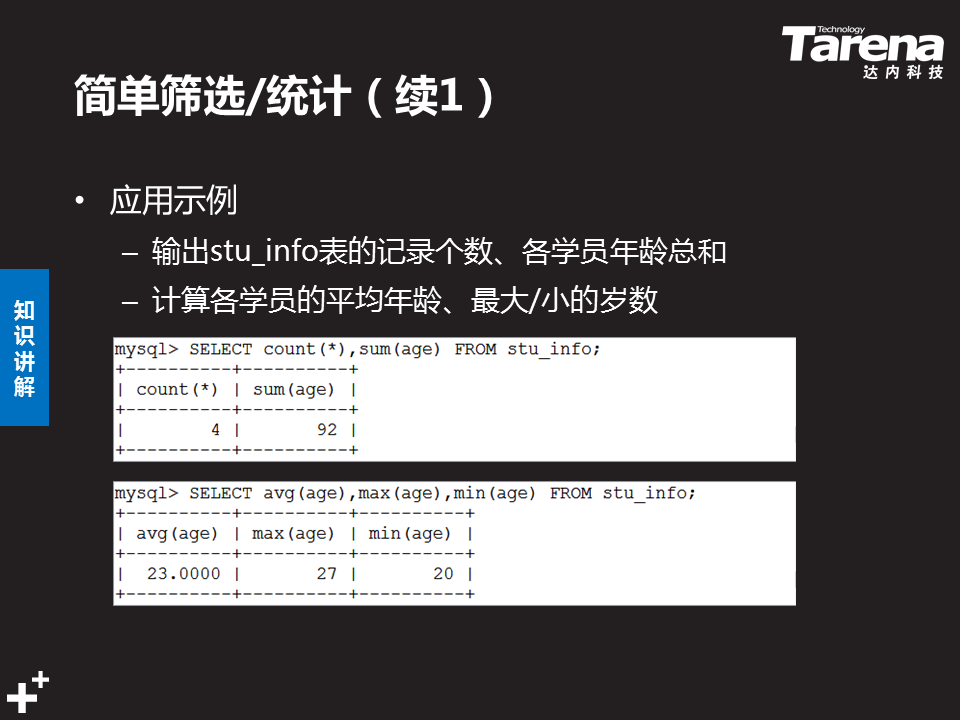 Technology
Tarena
达内科技
简单筛选/统计（续1）
• 应用示例
– 输出stu_info表的记录个数、各学员年龄总和
– 计算各学员的平均年龄、最大/小的岁数
知识讲解
mysql> SELECT count(*),sum(age) FROM stu_info;
+----------+----------+
| count(*) | sum(age) |
+----------+----------+
|        4 |       92 |
+----------+----------+
mysql> SELECT avg(age),max(age),min(age) FROM stu_info;
+----------+----------+----------+
| avg(age) | max(age) | min(age) |
+----------+----------+----------+
|  23.0000 |       27 |       20 |
+----------+----------+----------+